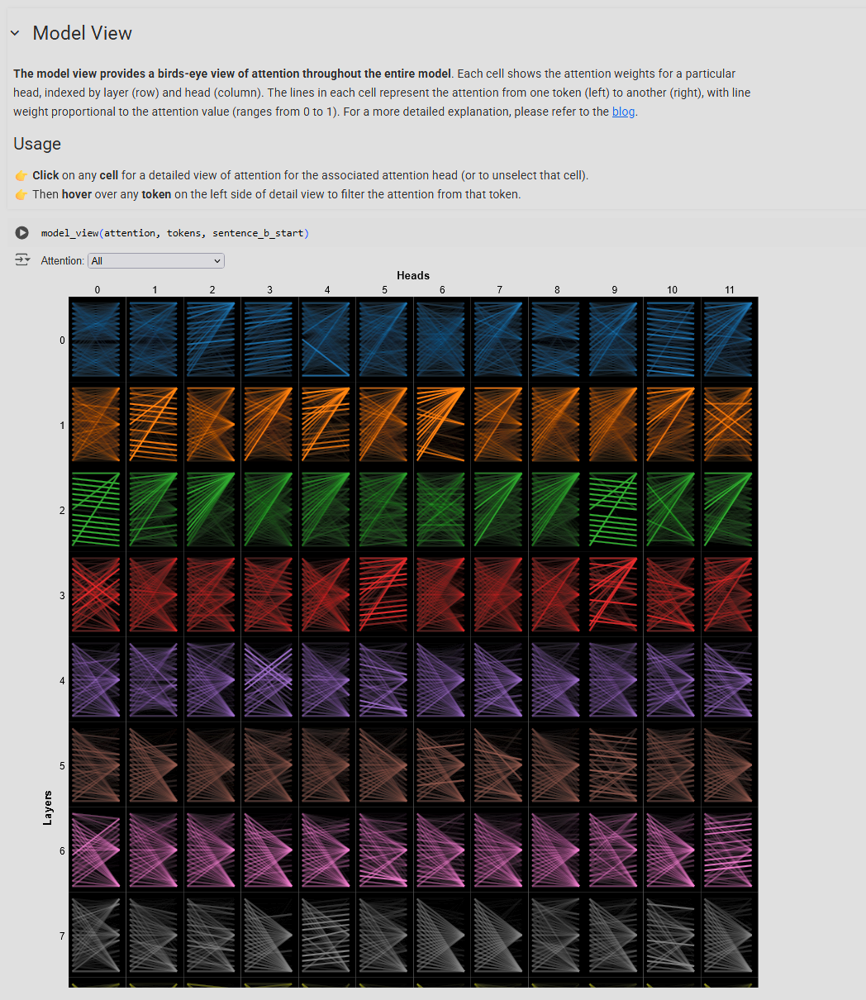 Model View
The model view provides a birds-eye view of attention throughout the entire model. Each cell shows the attention weights for a particular
head, indexed by layer (row) and head (column). The lines in each cell represent the attention from one token (left) to another (right), with line
weight proportional to the attention value (ranges from 0 to 1). For a more detailed explanation, please refer to the blog.
Usage
👉 Click on any cell for a detailed view of attention for the associated attention head (or to unselect that cell).
👉 Then hover over any token on the left side of detail view to filter the attention from that token.
model_view(attention, tokens, sentence_b_start)
Attention: All
Heads
0 1 2 3 4 5 6 7 8 9 10 11
0
1
2
3
4
5
Layers
6
7